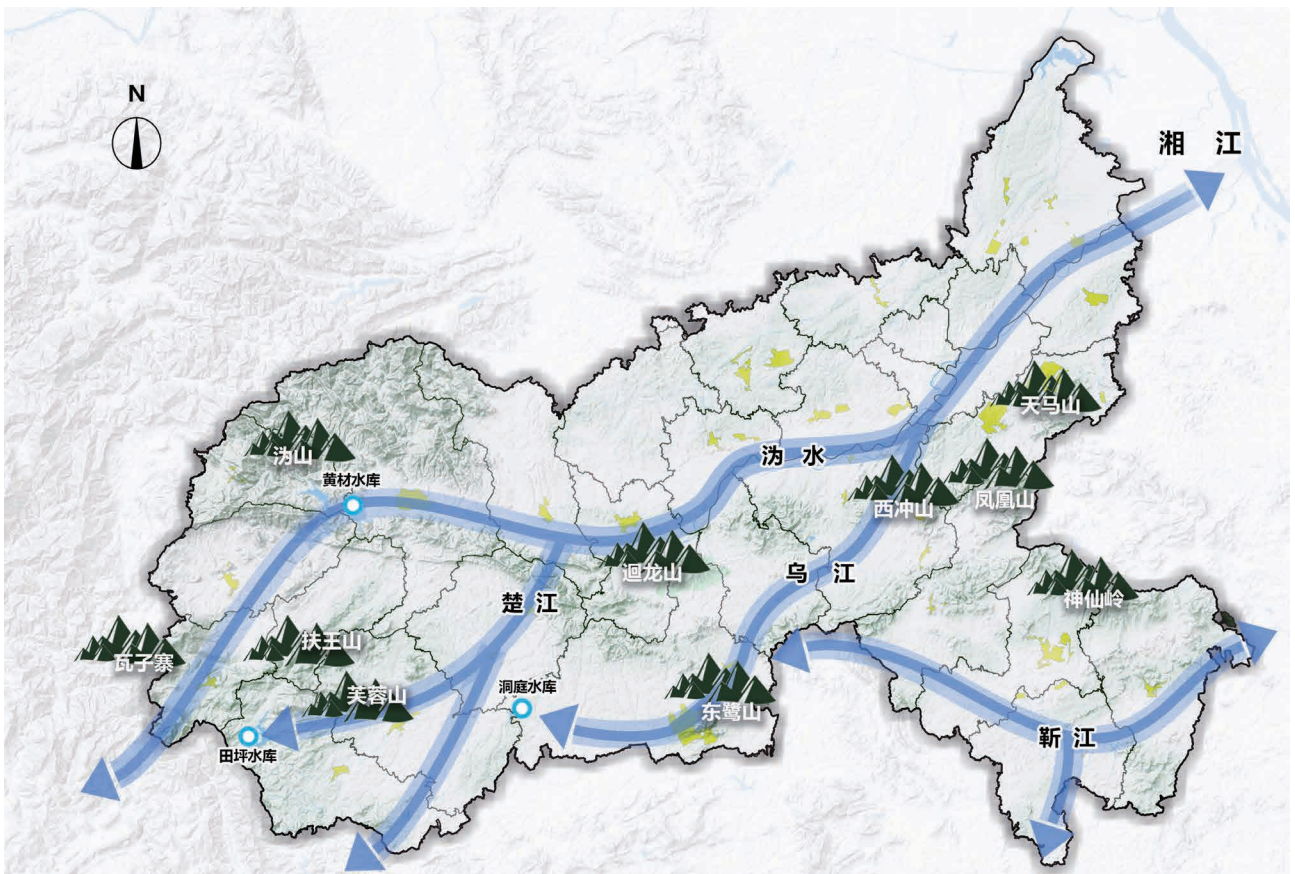 N
湘江
天马山
沩山
沩水
黄材水库
西冲山
凤凰山
迴龙山
乌江
楚江
神仙岭
扶王山
瓦子寨
芙蓉山
洞庭水库
东鹭山
靳江
田坪水库